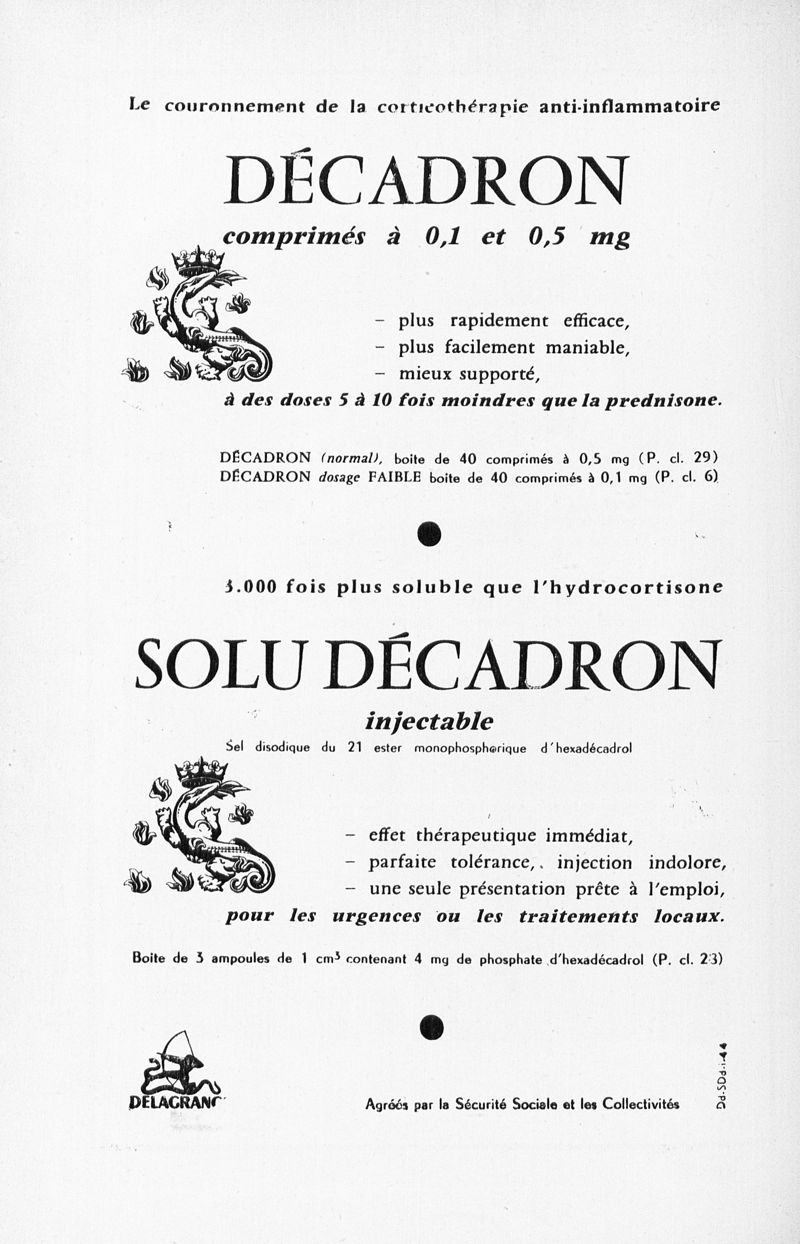 Le couronnement de la corticothérapie anti-inflammatoire
DÉCADRON
comprimés à 0,1 et 0,5 mg
– plus rapidement efficace,
– plus facilement maniable,
– mieux supporté,
à des doses 5 à 10 fois moindres que la prednisone.
DÉCADRON (normal), boite de 40 comprimés à 0,5 mg (P. cl. 29)
DÉCADRON dosage FAIBLE boite de 40 comprimés à 0,1 mg (P. cl. 6)
3.000 fois plus soluble que l'hydrocortisone
SOLU DÉCADRON
injectable
Sel disodique du 21 ester monophosphorique d'hexadécadrol
– effet thérapeutique immédiat,
– parfaite tolérance, injection indolore,
– une seule présentation prête à l'emploi,
pour les urgences ou les traitements locaux.
Boite de 3 ampoules de 1 cm³ contenant 4 mg de phosphate d'hexadécadrol (P. cl. 23)
DELAGRANGE
Agréés par la Sécurité Sociale et les Collectivités